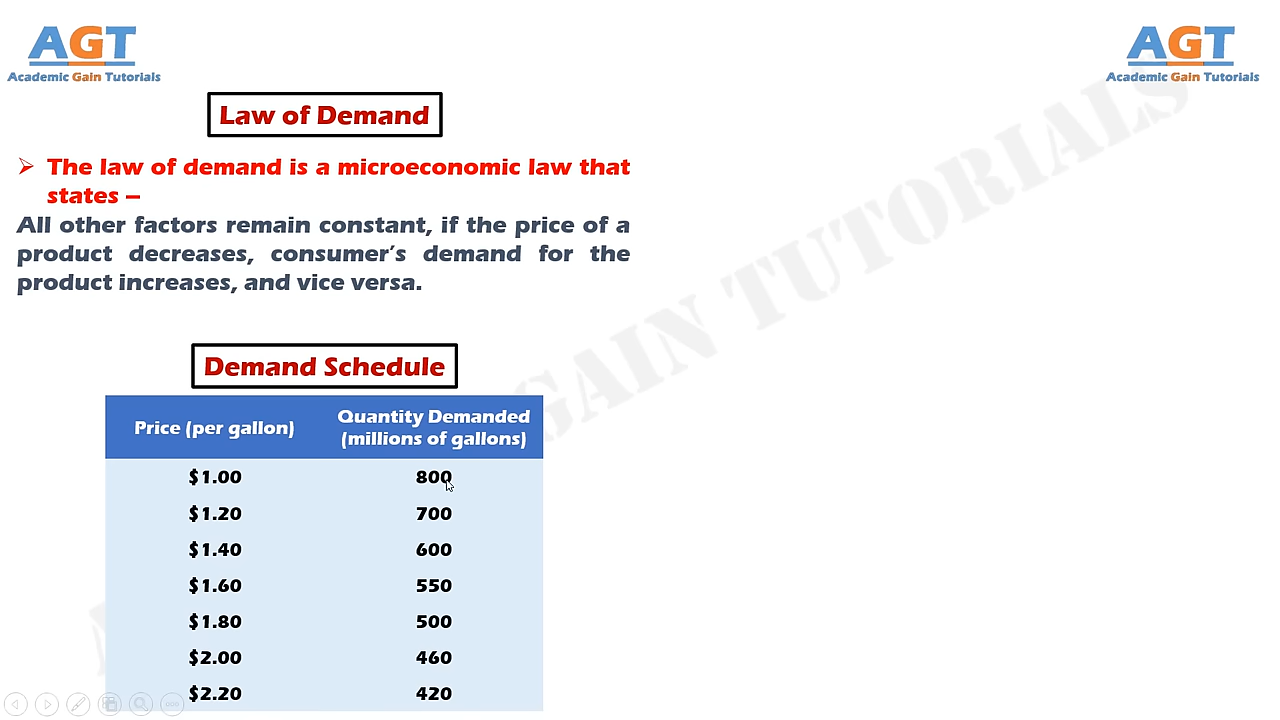 AGT
Academic Gain Tutorials
AGT
Academic Gain Tutorials
Law of Demand
The law of demand is a microeconomic law that
states –
All other factors remain constant, if the price of a
product decreases, consumer's demand for the
product increases, and vice versa.
GAIN TUTORIALS
Demand Schedule
Price (per gallon) Quantity Demanded
(millions of gallons)
$1.00 800
$1.20 700
$1.40 600
$1.60 550
$1.80 500
$2.00 460
$2.20 420